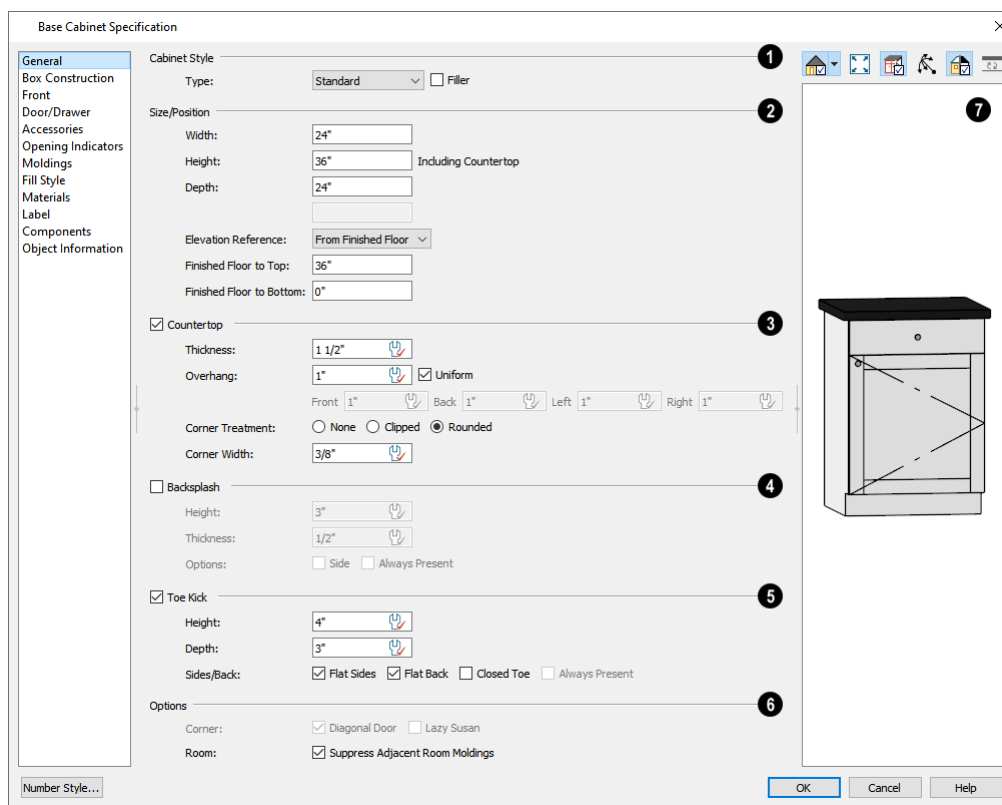 Base Cabinet Specification
General
Box Construction
Front
Door/Drawer
Accessories
Opening Indicators
Moldings
Fill Style
Materials
Label
Components
Object Information
Cabinet Style
1
Type:
Standard
Filler
Size/Position
2
Width:
24"
Height:
36"
Including Countertop
Depth:
24"
Elevation Reference:
From Finished Floor
Finished Floor to Top:
36"
Finished Floor to Bottom:
0"
Countertop
3
Thickness:
1 1/2"
Overhang:
1"
Uniform
Front 1" Back 1" Left 1" Right 1"
Corner Treatment:
None Clipped Rounded
Corner Width:
3/8"
Backsplash
4
Height:
3"
Thickness:
1/2"
Options:
Side Always Present
Toe Kick
5
Height:
4"
Depth:
3"
Sides/Back:
Flat Sides Flat Back Closed Toe Always Present
Options
6
Corner:
Diagonal Door Lazy Susan
Room:
Suppress Adjacent Room Moldings
7
Number Style...
OK
Cancel
Help